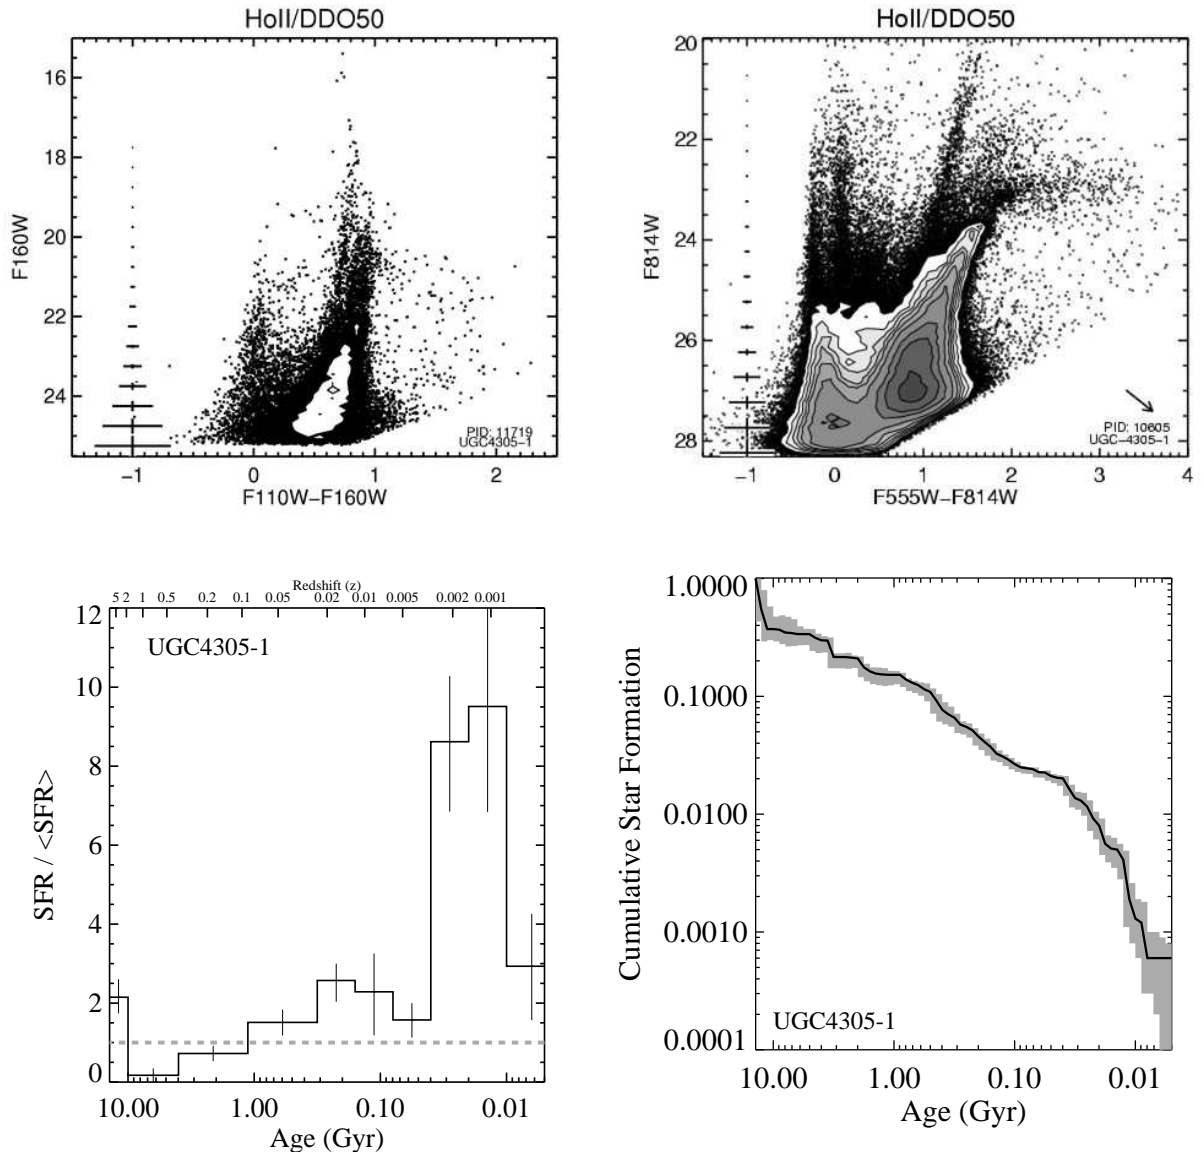 HoII/DDO50
16
18
20
22
24
F160W
-1
0
1
2
F110W-F160W
PID: 11719
UGC4305-1
HoII/DDO50
20
22
24
26
28
F814W
-1
0
1
2
3
4
F555W-F814W
PID: 10605
UGC-4305-1
Redshift (z)
5 2 1 0.5 0.2 0.1 0.05 0.02 0.01 0.005 0.002 0.001
12
10
8
6
4
2
0
SFR / <SFR>
UGC4305-1
10.00 1.00 0.10 0.01
Age (Gyr)
1.0000
0.1000
0.0100
0.0010
0.0001
Cumulative Star Formation
UGC4305-1
10.00 1.00 0.10 0.01
Age (Gyr)